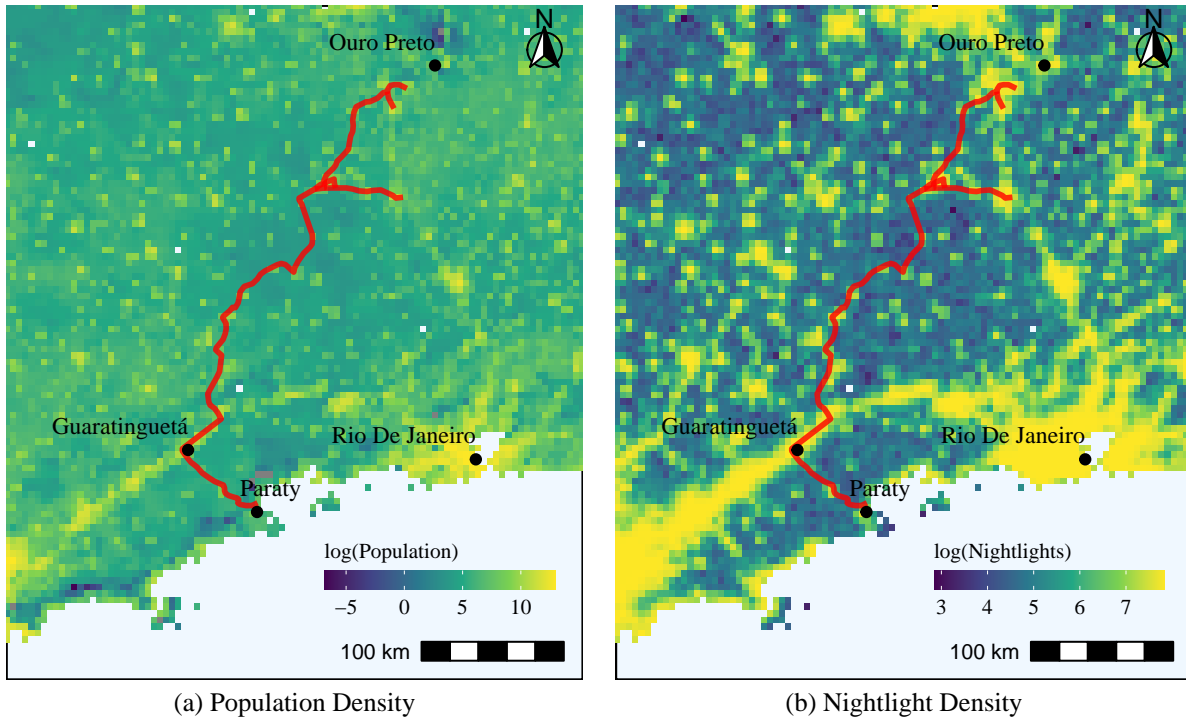 N
Ouro Preto
Guaratinguetá
Rio De Janeiro
Paraty
log(Population)
−5 0 5 10
100 km
(a) Population Density
N
Ouro Preto
Guaratinguetá
Rio De Janeiro
Paraty
log(Nightlights)
3 4 5 6 7
100 km
(b) Nightlight Density